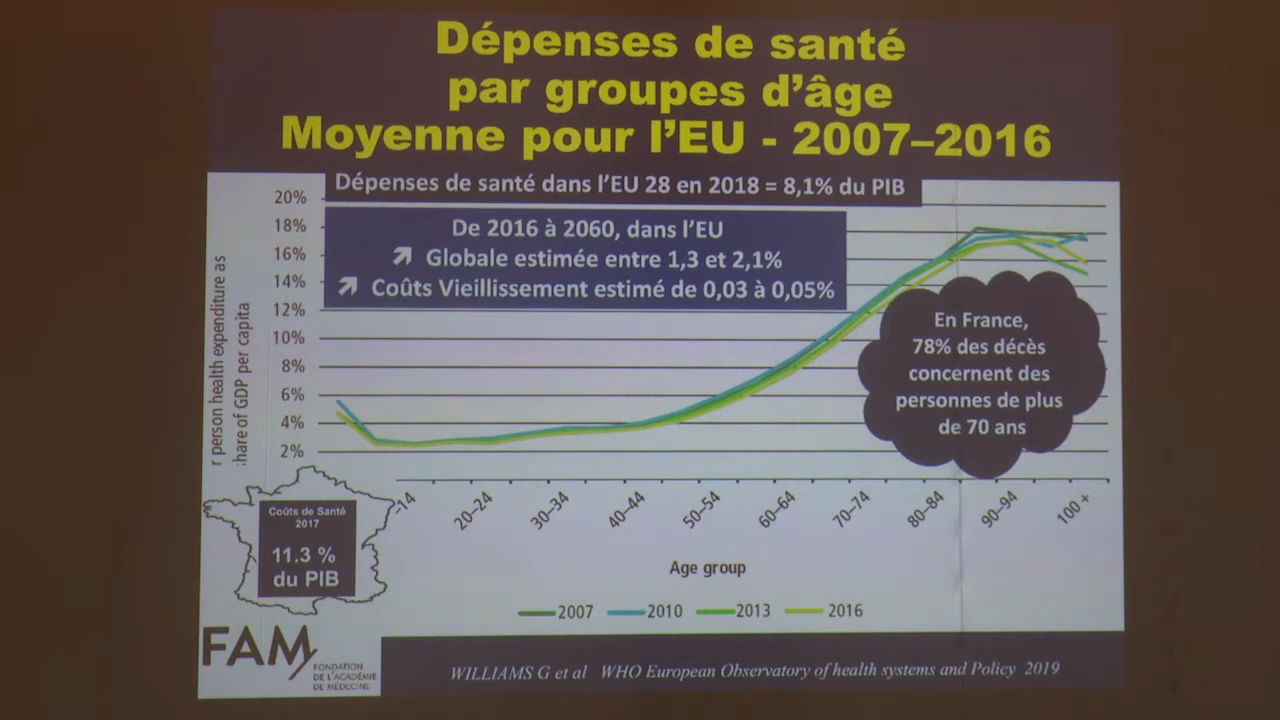 Dépenses de santé
par groupes d'âge
Moyenne pour l'EU - 2007–2016
Dépenses de santé dans l'EU 28 en 2018 = 8,1% du PIB
De 2016 à 2060, dans l'EU
Globale estimée entre 1,3 et 2,1%
Coûts Vieillissement estimé de 0,03 à 0,05%
20%
18%
16%
14%
12%
10%
8%
6%
4%
2%
person health expenditure as
of GDP per capita
En France,
78% des décès
concernent des
personnes de plus
de 70 ans
–14
20–24
30–34
40–44
50–54
60–64
70–74
80–84
90–94
100 +
Age group
2007
2010
2013
2016
Coûts de Santé
2017
11.3 %
du PIB
FAM
FONDATION
DE L'ACADÉMIE
DE MÉDECINE
WILLIAMS G et al WHO European Observatory of health systems and Policy 2019